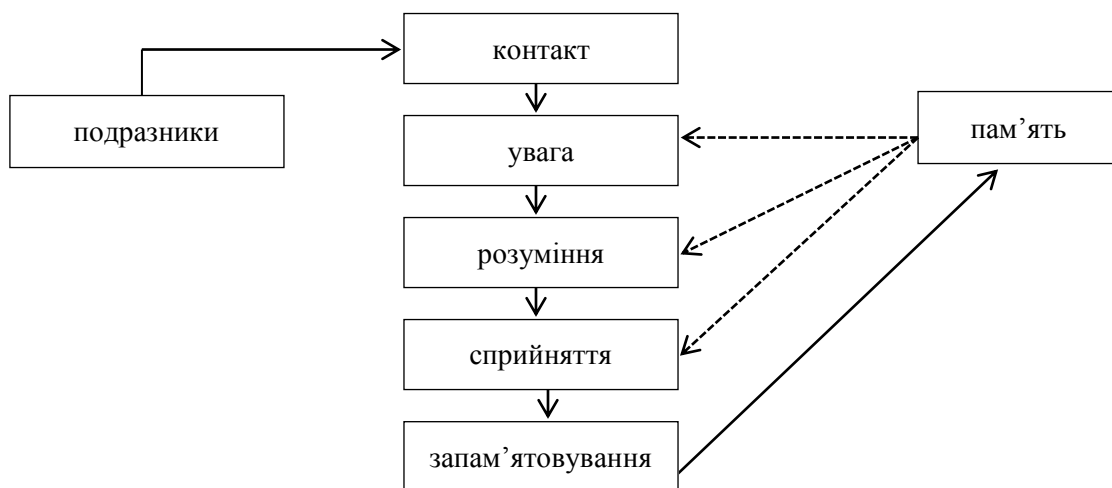 контакт
подразники
увага
пам’ять
розуміння
сприйняття
запам’ятовування